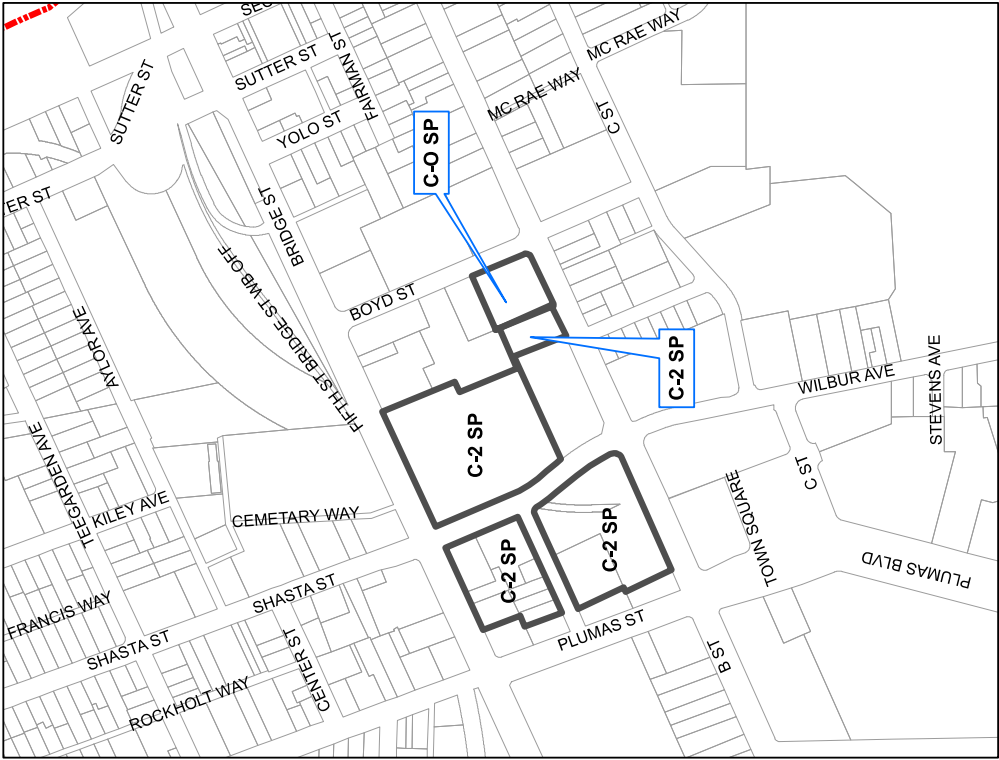 SEC
SUTTER ST
SUTTER ST
FAIRMAN ST
MC RAE WAY
MC RAE WAY
C ST
YOLO ST
C-O SP
TER ST
BRIDGE ST
FIFTH ST BRIDGE ST WB OFF
BOYD ST
AYLOR AVE
C-2 SP
WILBUR AVE
STEVENS AVE
C-2 SP
TEEGARDEN AVE
KILEY AVE
CEMETARY WAY
C-2 SP
C-2 SP
TOWN SQUARE
C ST
PLUMAS BLVD
FRANCIS WAY
SHASTA ST
SHASTA ST
CENTER ST
PLUMAS ST
B ST
ROCKHOLT WAY